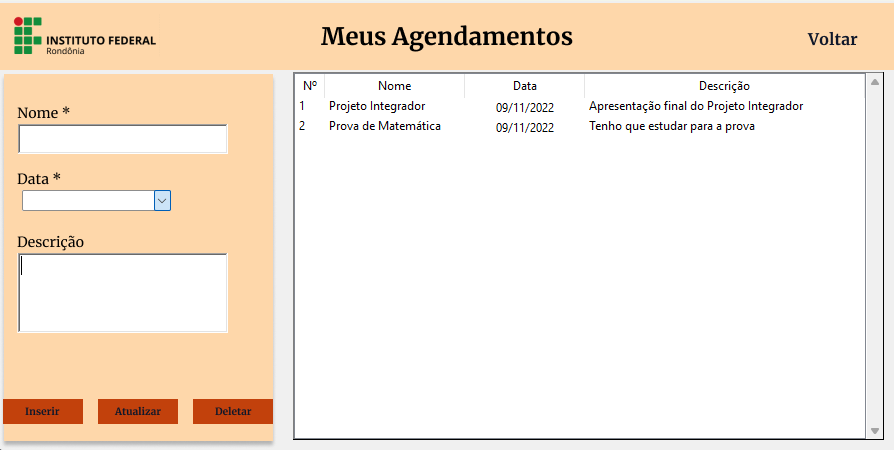 INSTITUTO FEDERAL
Rondônia
Meus Agendamentos
Voltar
Nome *
Data *
Descrição
Inserir Atualizar Deletar
Nº Nome Data Descrição
1 Projeto Integrador 09/11/2022 Apresentação final do Projeto Integrador
2 Prova de Matemática 09/11/2022 Tenho que estudar para a prova